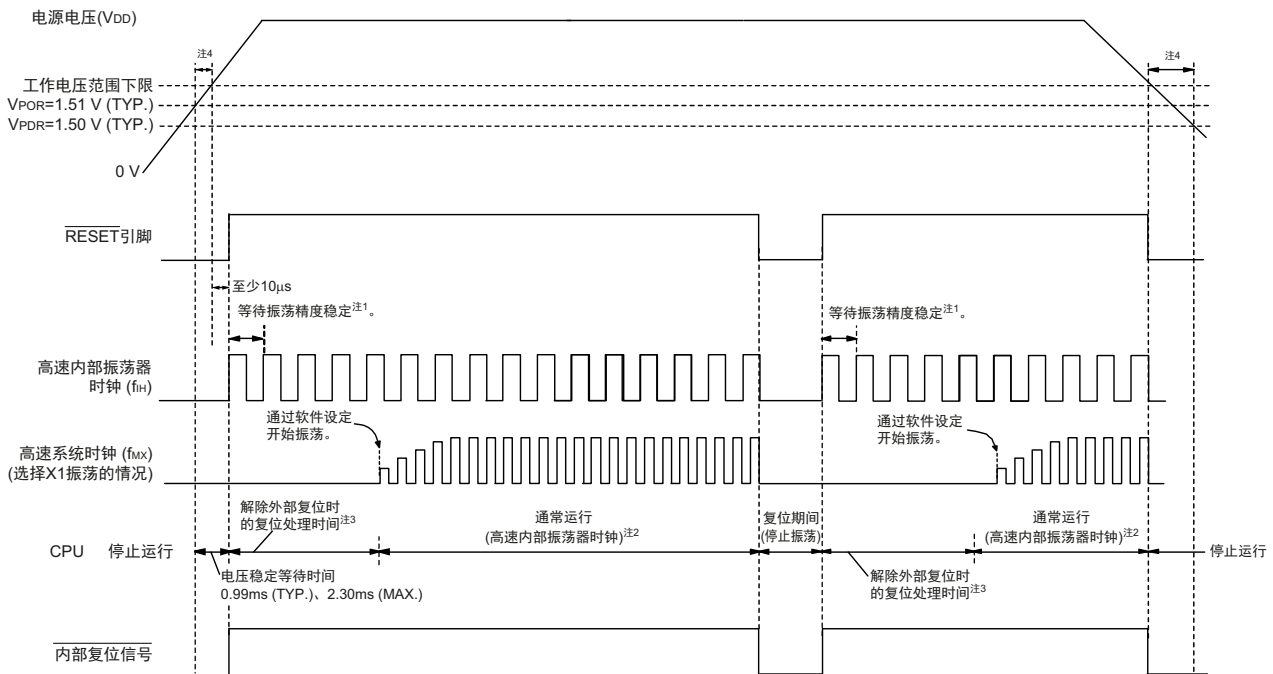 电源电压(VDD)
注4
注4
工作电压范围下限
VPOR=1.51 V (TYP.)
VPDR=1.50 V (TYP.)
0 V
RESET引脚
至少10μs
等待振荡精度稳定注1。
等待振荡精度稳定注1。
高速内部振荡器
时钟 (fIH)
通过软件设定
开始振荡。
通过软件设定
开始振荡。
高速系统时钟 (fMX)
(选择X1振荡的情况)
解除外部复位时
的复位处理时间注3
通常运行
(高速内部振荡器时钟)注2
复位期间
(停止振荡)
通常运行
(高速内部振荡器时钟)注2
CPU 停止运行
停止运行
电压稳定等待时间
0.99ms (TYP.)、2.30ms (MAX.)
解除外部复位时
的复位处理时间注3
内部复位信号